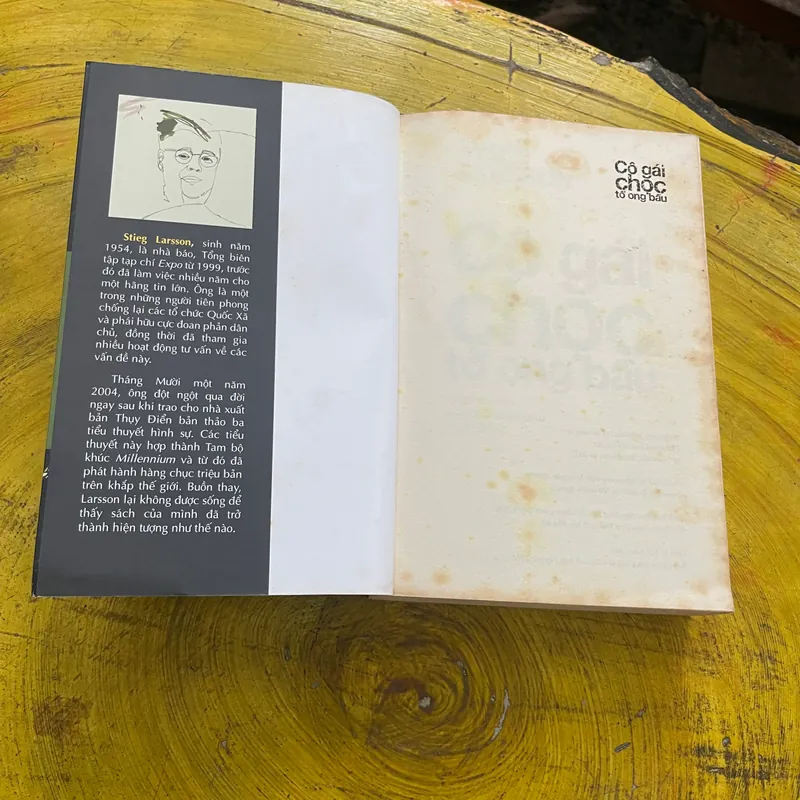 Stieg Larsson, sinh năm
1954, là nhà báo, Tổng biên
tập tạp chí Expo từ 1999, trước
đó đã làm việc nhiều năm cho
một hãng tin lớn. Ông là một
trong những người tiên phong
chống lại các tổ chức Quốc Xã
và phái hữu cực đoan phản dân
chủ, đồng thời đã tham gia
nhiều hoạt động tư vấn về các
vấn đề này.
Tháng Mười một năm
2004, ông đột ngột qua đời
ngay sau khi trao cho nhà xuất
bản Thụy Điển bản thảo ba
tiểu thuyết hình sự. Các tiểu
thuyết này hợp thành Tam bộ
khúc Millennium và từ đó đã
phát hành hàng chục triệu bản
trên khắp thế giới. Buồn thay,
Larsson lại không được sống để
thấy sách của mình đã trở
thành hiện tượng như thế nào.
Cô gái
chọc
tổ ong bầu